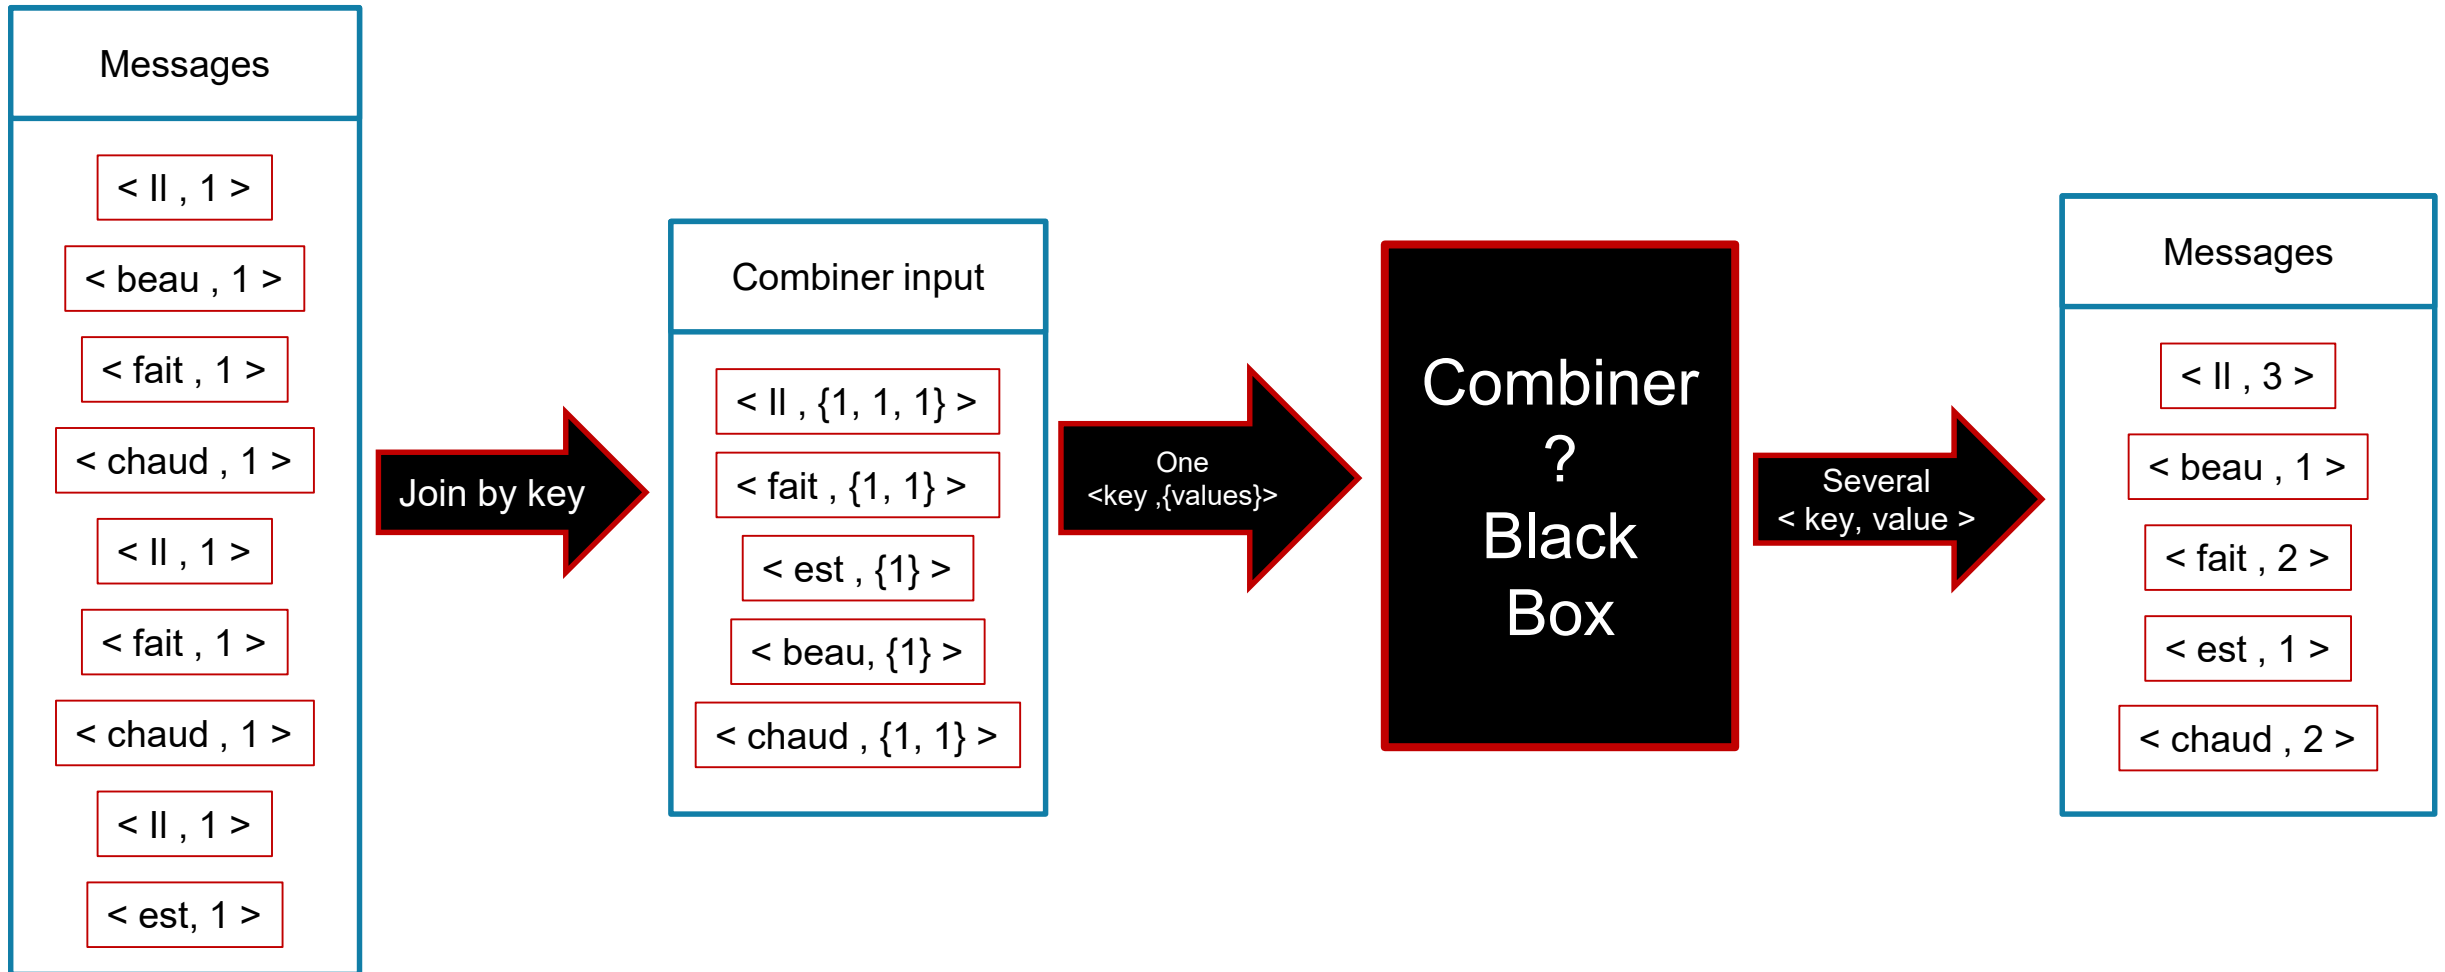 Messages
< Il , 1 >
< beau , 1 >
< fait , 1 >
< chaud , 1 >
< Il , 1 >
< fait , 1 >
< chaud , 1 >
< Il , 1 >
< est, 1 >
Join by key
Combiner input
< Il , {1, 1, 1} >
< fait , {1, 1} >
< est , {1} >
< beau, {1} >
< chaud , {1, 1} >
One
<key ,{values}>
Combiner
?
Black
Box
Several
< key, value >
Messages
< Il , 3 >
< beau , 1 >
< fait , 2 >
< est , 1 >
< chaud , 2 >